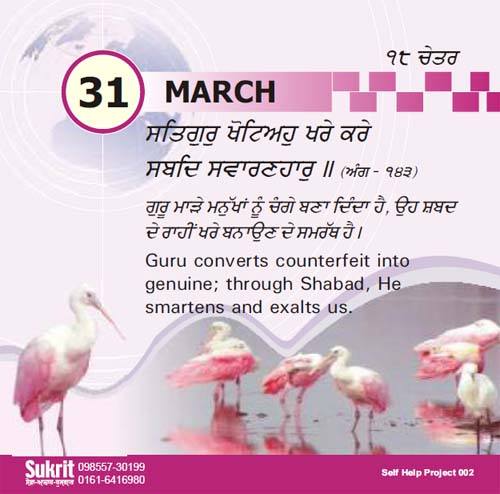 ੧੮ ਚੇਤਰ
31 MARCH
ਸਤਿਗੁਰੁ ਖੋਟਿਅਹੁ ਖਰੇ ਕਰੇ
ਸਬਦਿ ਸਵਾਰਣਹਾਰੁ ॥ (ਅੰਗ - ੧੪੩)
ਗੁਰੂ ਮਾੜੇ ਮਨੁੱਖਾਂ ਨੂੰ ਚੰਗੇ ਬਣਾ ਦਿੰਦਾ ਹੈ, ਉਹ ਸ਼ਬਦ
ਦੇ ਰਾਹੀਂ ਖਰੇ ਬਨਾਉਣ ਦੇ ਸਮਰੱਥ ਹੈ।
Guru converts counterfeit into
genuine; through Shabad, He
smartens and exalts us.
Sukrit 098557-30199
0161-6416980
Self Help Project 002